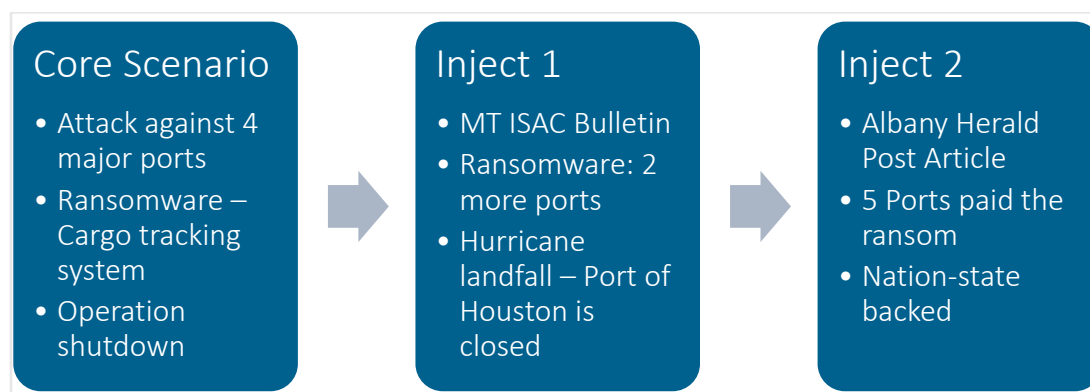 Core Scenario
• Attack against 4
major ports
• Ransomware –
Cargo tracking
system
• Operation
shutdown
Inject 1
• MT ISAC Bulletin
• Ransomware: 2
more ports
• Hurricane
landfall – Port of
Houston is
closed
Inject 2
• Albany Herald
Post Article
• 5 Ports paid the
ransom
• Nation-state
backed